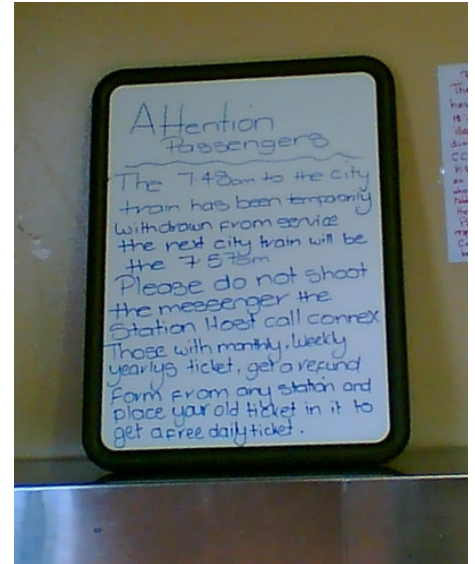 Attention
Passengers
The 7.48am to the city
train has been temporarily
withdrawn from service
the next city train will be
the 7.57am
Please do not shoot
the messenger the
Station Host call connex
Those with monthly, Weekly
yearlys ticket, get a refund
form from any station and
place your old ticket in it to
get a free daily ticket.